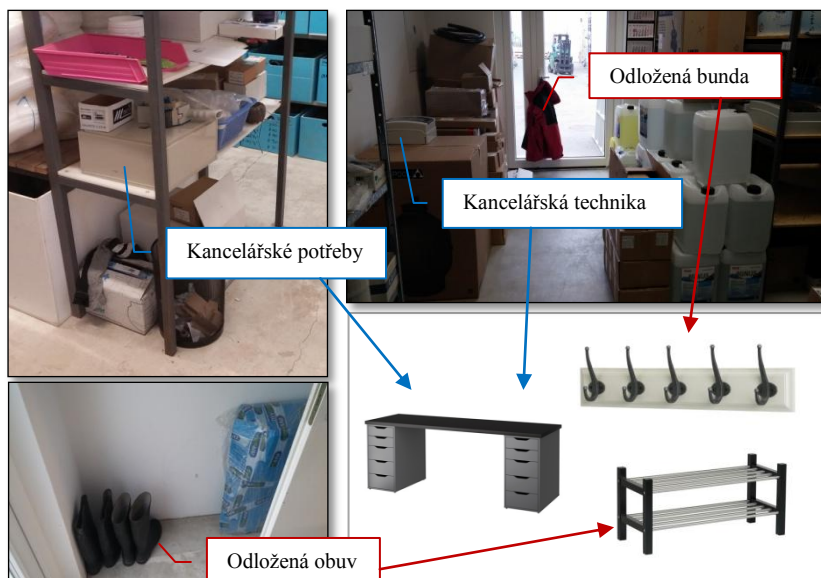 Odložená bunda
Kancelářská technika
Kancelářské potřeby
Odložená obuv